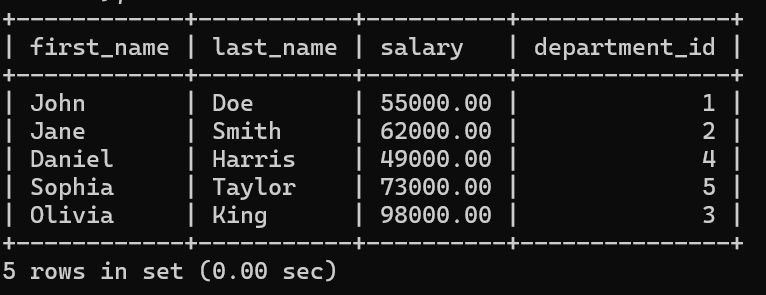 +------------+-----------+----------+---------------+
| first_name | last_name | salary   | department_id |
+------------+-----------+----------+---------------+
| John       | Doe       | 55000.00 |             1 |
| Jane       | Smith     | 62000.00 |             2 |
| Daniel     | Harris    | 49000.00 |             4 |
| Sophia     | Taylor    | 73000.00 |             5 |
| Olivia     | King      | 98000.00 |             3 |
+------------+-----------+----------+---------------+
5 rows in set (0.00 sec)